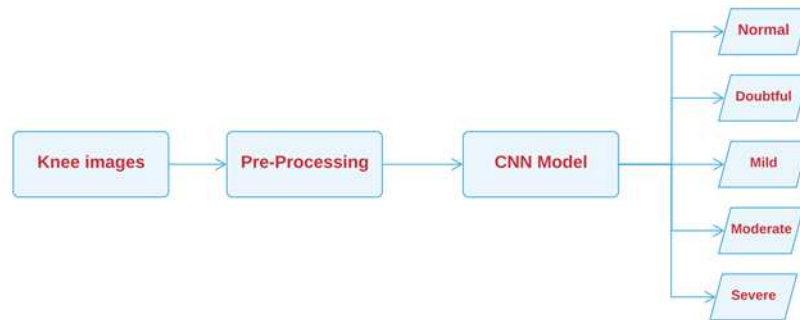 Knee images
Pre-Processing
CNN Model
Normal
Doubtful
Mild
Moderate
Severe